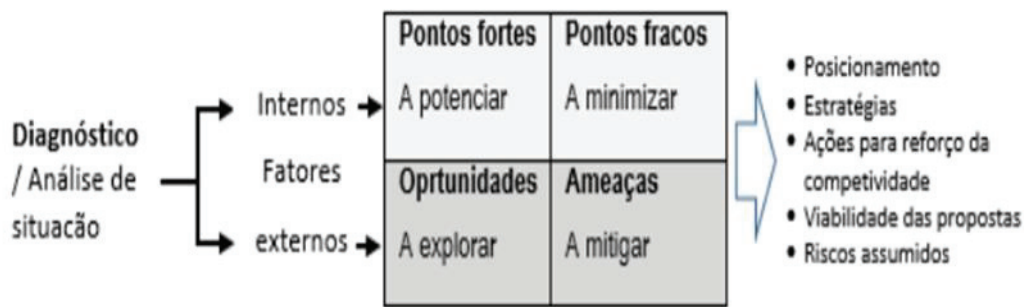 Diagnóstico
/ Análise de
situacão
Internos
Fatores
externos
Pontos fortes
A potenciar
Pontos fracos
A minimizar
Oprtunidades
A explorar
Ameaças
A mitigar
• Posicionamento
• Estratégias
• Ações para reforço da
competividade
• Viabilidade das propostas
• Riscos assumidos